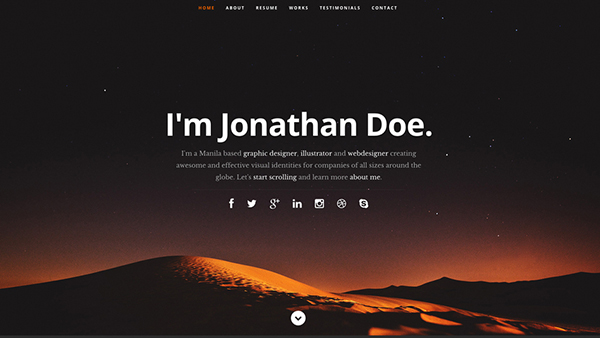 HOME ABOUT RESUME WORKS TESTIMONIALS CONTACT
I'm Jonathan Doe.
I'm a Manila based graphic designer, illustrator and webdesigner creating
awesome and effective visual identities for companies of all sizes around the
globe. Let's start scrolling and learn more about me.